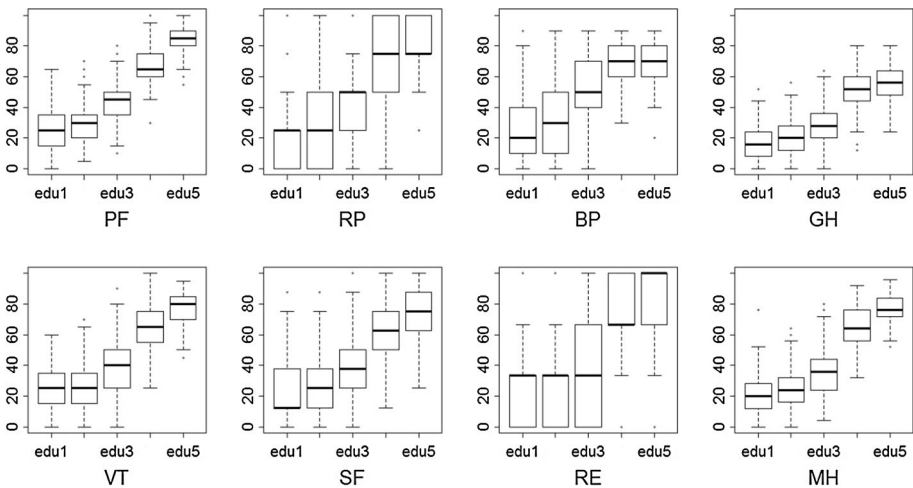 0 20 40 60 80 0 20 40 60 80 0 20 40 60 80 0 20 40 60 80
edu1 edu3 edu5 edu1 edu3 edu5 edu1 edu3 edu5 edu1 edu3 edu5
PF RP BP GH
0 20 40 60 80 0 20 40 60 80 0 20 40 60 80 0 20 40 60 80
edu1 edu3 edu5 edu1 edu3 edu5 edu1 edu3 edu5 edu1 edu3 edu5
VT SF RE MH